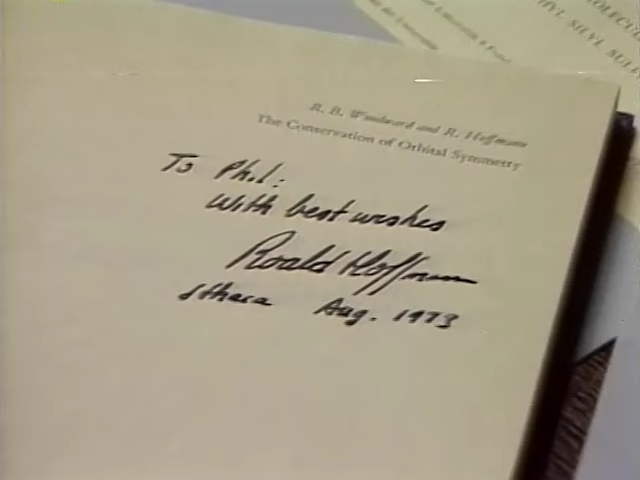 R. B. Woodward and R. Hoffmann
The Conservation of Orbital Symmetry
To Phil:
With best wishes
Roald Hoffmann
Ithaca Aug. 1973